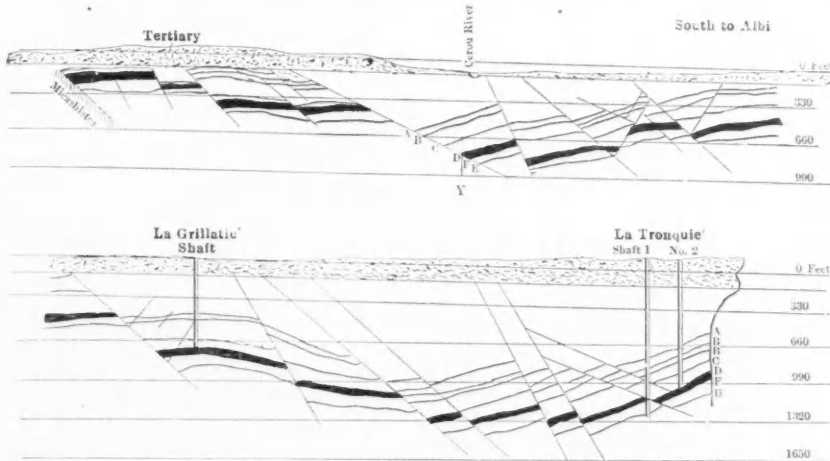 Tertiary
Cerou River
South to Albi
0 Feet
330
660
990
Micashistes
A
B
C
D
F
E
Y
La Grillatie'
Shaft
La Tronquie'
Shaft 1 No. 2
0 Feet
330
660
990
1320
1650
A
B
B
C
D
F